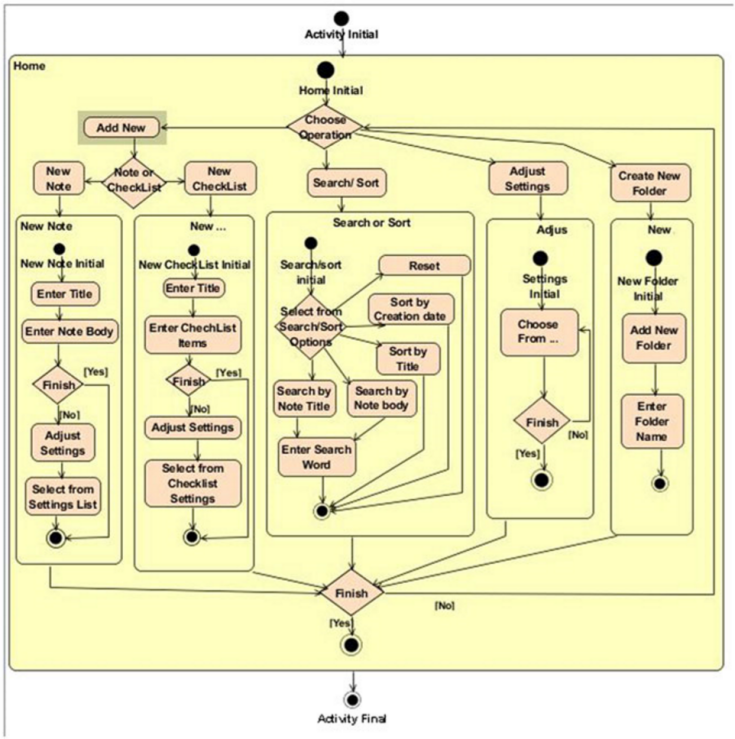 Activity Initial
Home
Home Initial
Choose
Operation
Add New
Note or
CheckList
New
Note
New
CheckList
Search/ Sort
Adjust
Settings
Create New
Folder
New Note
New Note Initial
Enter Title
Enter Note Body
Finish
[Yes]
[No]
Adjust
Settings
Select from
Settings List
New ...
New CheckList Initial
Enter Title
Enter ChechList
Items
Finish
[Yes]
[No]
Adjust Settings
Select from
Checklist
Settings
Search or Sort
Search/sort
initial
Select from
Search/Sort
Options
Reset
Sort by
Creation date
Sort by
Title
Search by
Note Title
Search by
Note body
Enter Search
Word
Adjus
Settings
Initial
Choose
From ...
Finish
[No]
[Yes]
New
New Folder
Initial
Add New
Folder
Enter
Folder
Name
Finish
[No]
[Yes]
Activity Final